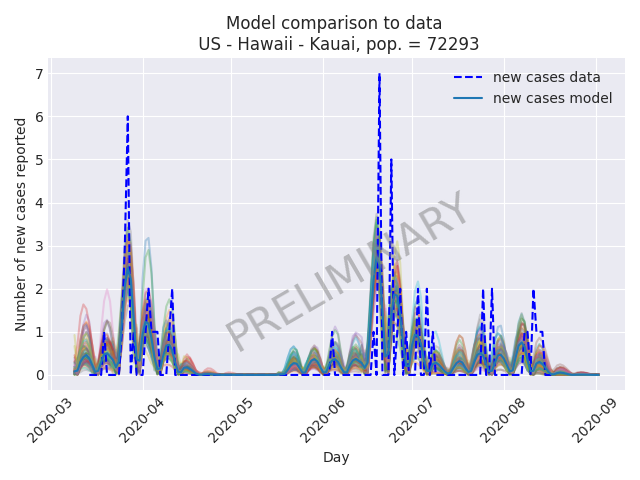 Model comparison to data
US - Hawaii - Kauai, pop. = 72293
7
6
5
4
3
2
1
0
Number of new cases reported
new cases data
new cases model
PRELIMINARY
2020-03
2020-04
2020-05
2020-06
2020-07
2020-08
2020-09
Day